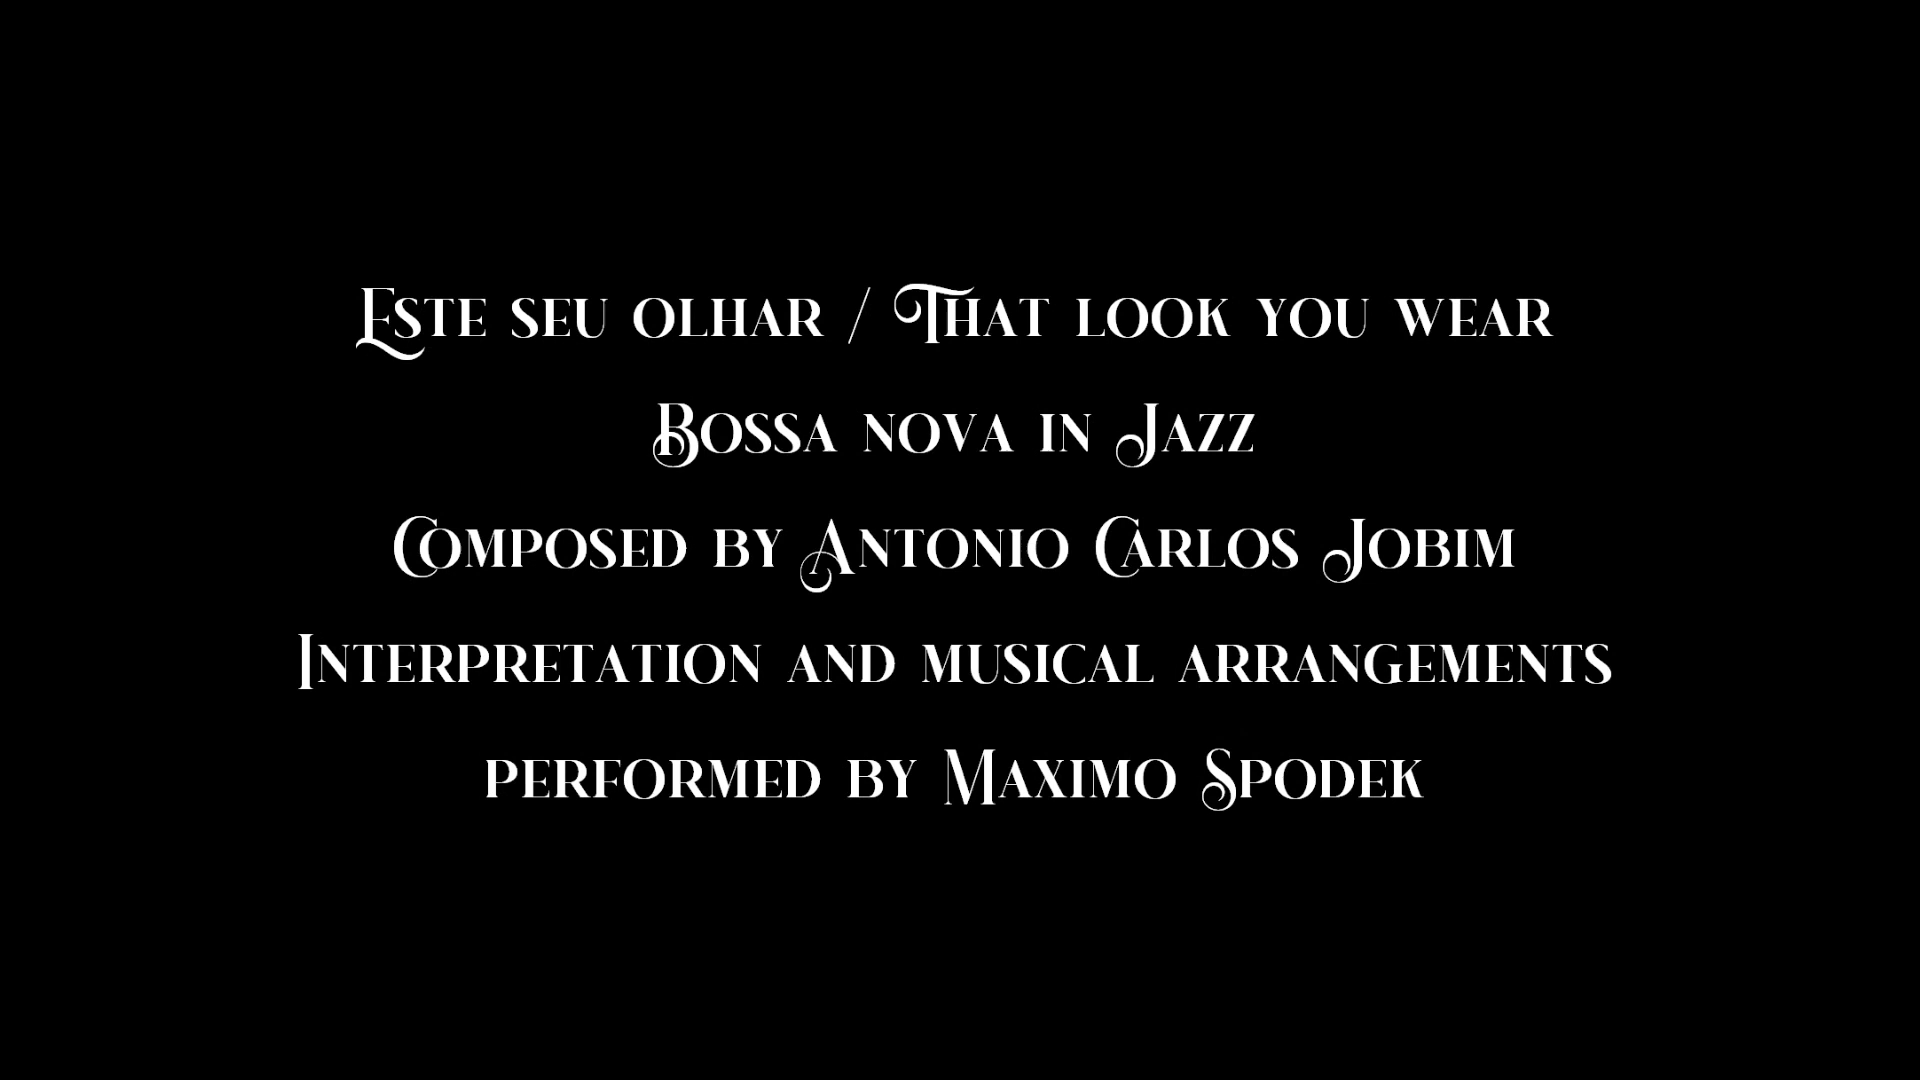 Este seu olhar / That look you wear
Bossa nova in Jazz
Composed by Antonio Carlos Jobim
Interpretation and musical arrangements
performed by Maximo Spodek